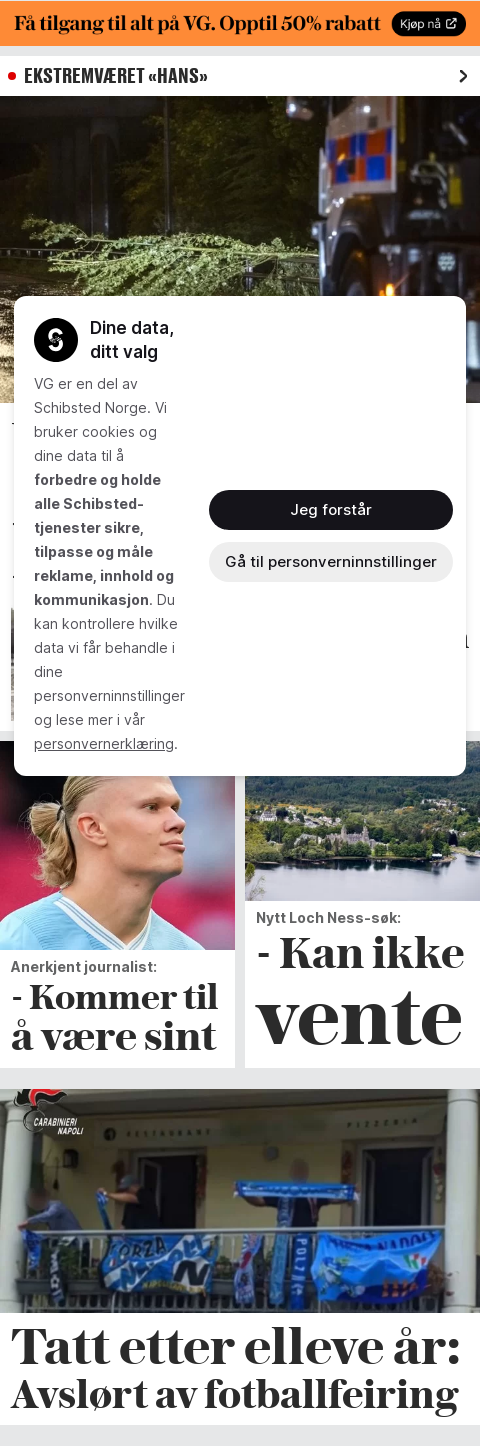 Få tilgang til alt på VG. Opptil 50% rabatt
Kjøp nå
EKSTREMVÆRET «HANS»
Dine data,
ditt valg
VG er en del av
Schibsted Norge. Vi
bruker cookies og
dine data til å
forbedre og holde
alle Schibsted-
tjenester sikre,
tilpasse og måle
reklame, innhold og
kommunikasjon. Du
kan kontrollere hvilke
data vi får behandle i
dine
personverninnstillinger
og lese mer i vår
personvernerklæring.
Jeg forstår
Gå til personverninnstillinger
Anerkjent journalist:
- Kommer til
å være sint
Nytt Loch Ness-søk:
- Kan ikke
vente
CARABINIERI
NAPOLI
RESTAURANT
PIZZERIA
FORZA
Tatt etter elleve år:
Avslørt av fotballfeiring